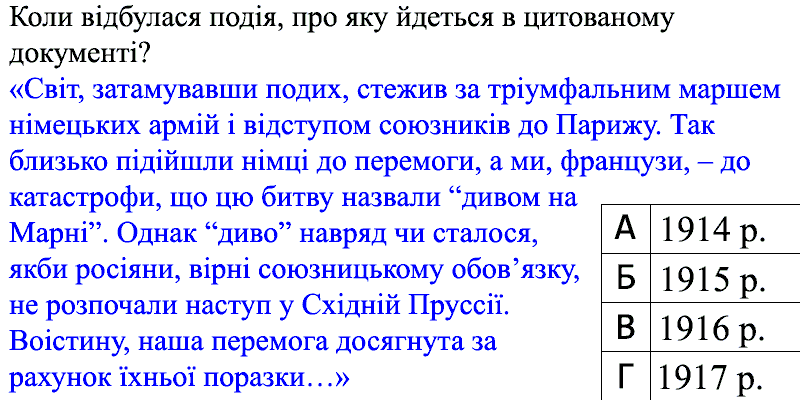 Коли відбулася подія, про яку йдеться в цитованому
документі?
«Світ, затамувавши подих, стежив за тріумфальним маршем
німецьких армій і відступом союзників до Парижу. Так
близько підійшли німці до перемоги, а ми, французи, – до
катастрофи, що цю битву назвали “дивом на
Марні”. Однак “диво” навряд чи сталося,
якби росіяни, вірні союзницькому обов’язку,
не розпочали наступ у Східній Пруссії.
Воістину, наша перемога досягнута за
рахунок їхньої поразки…»
А 1914 р.
Б 1915 р.
В 1916 р.
Г 1917 р.